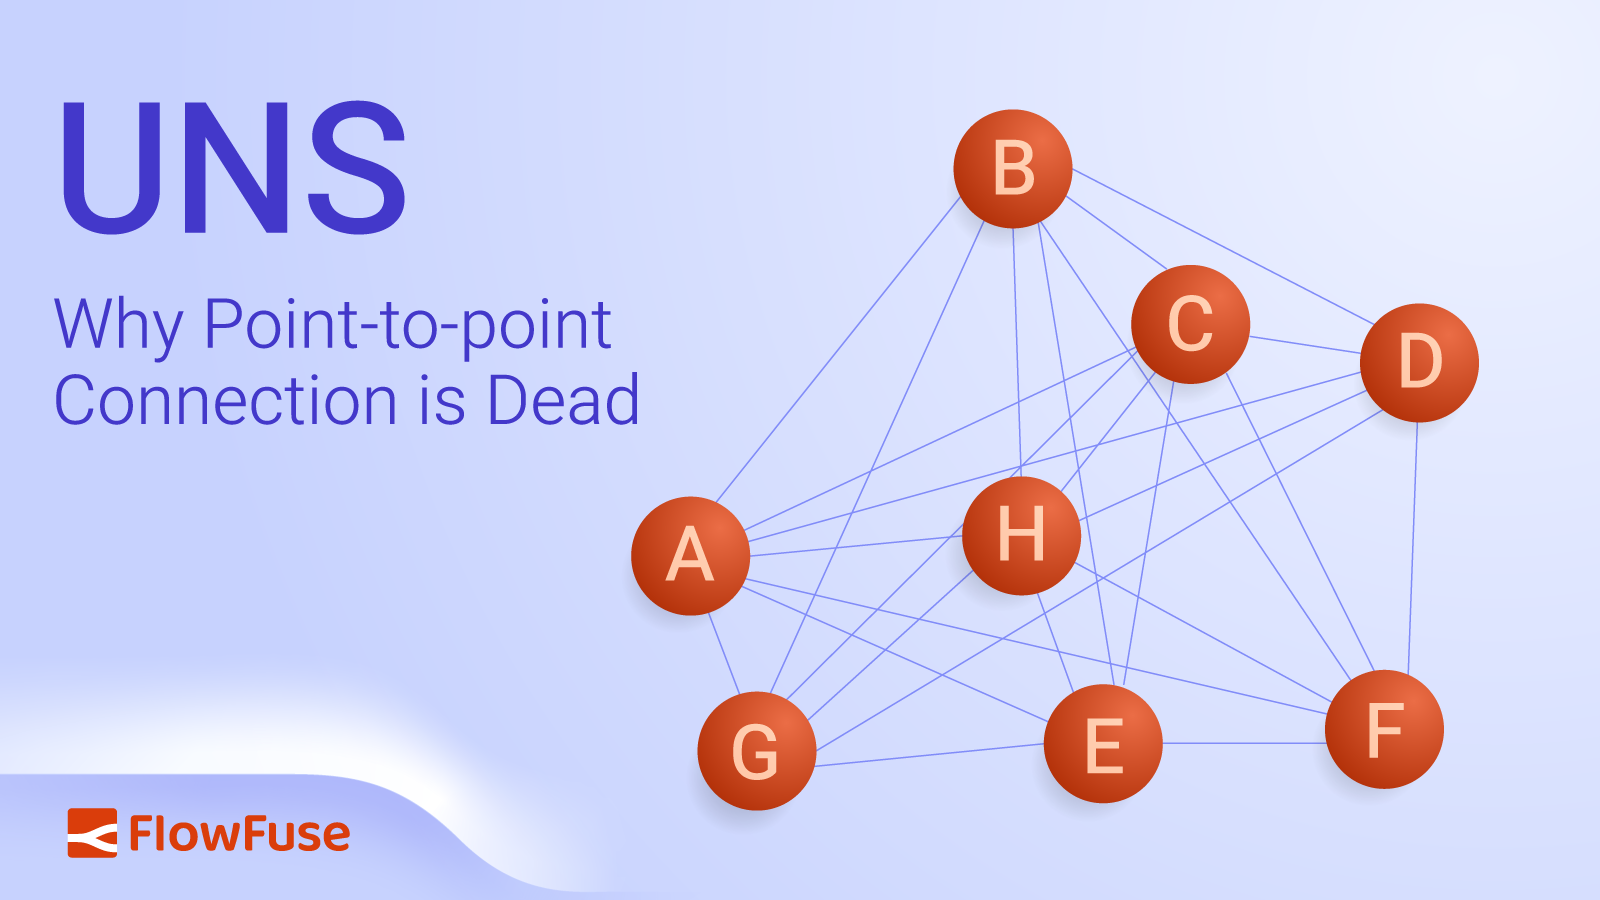 UNS
Why Point-to-point
Connection is Dead
B
C
D
A
H
G
E
F
FlowFuse